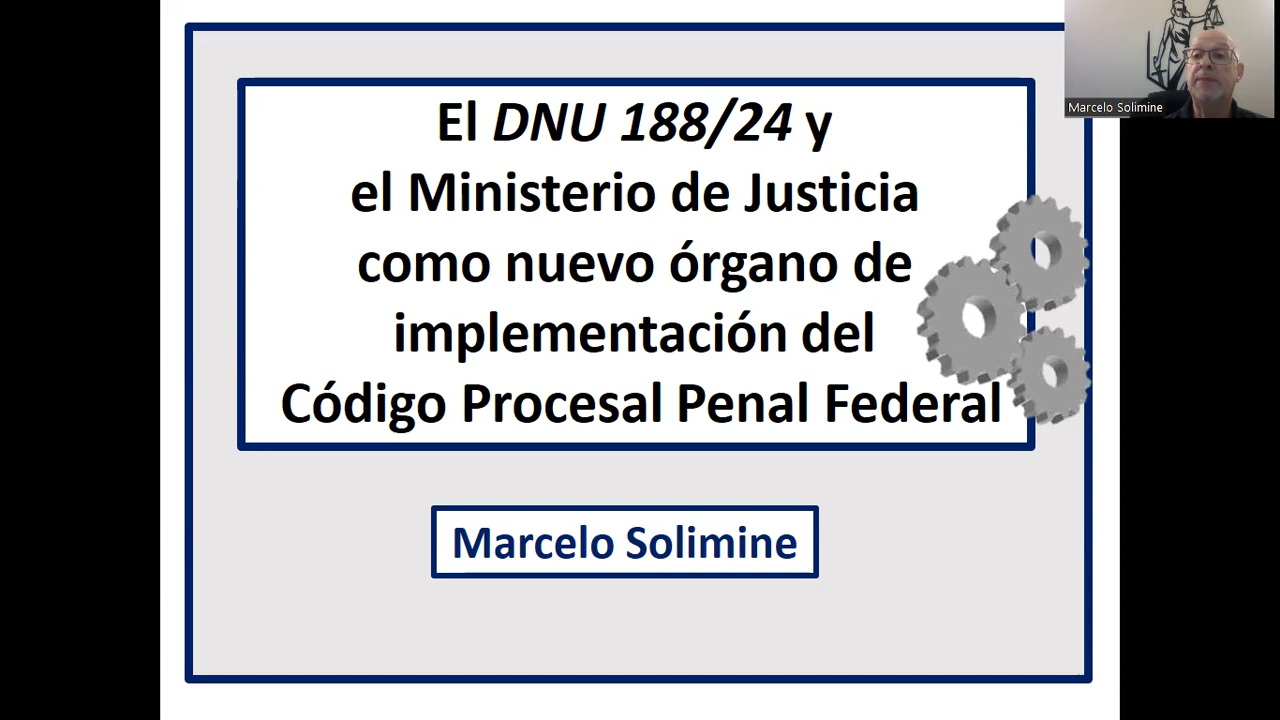 El DNU 188/24 y
el Ministerio de Justicia
como nuevo órgano de
implementación del
Código Procesal Penal Federal
Marcelo Solimine
Marcelo Solimine